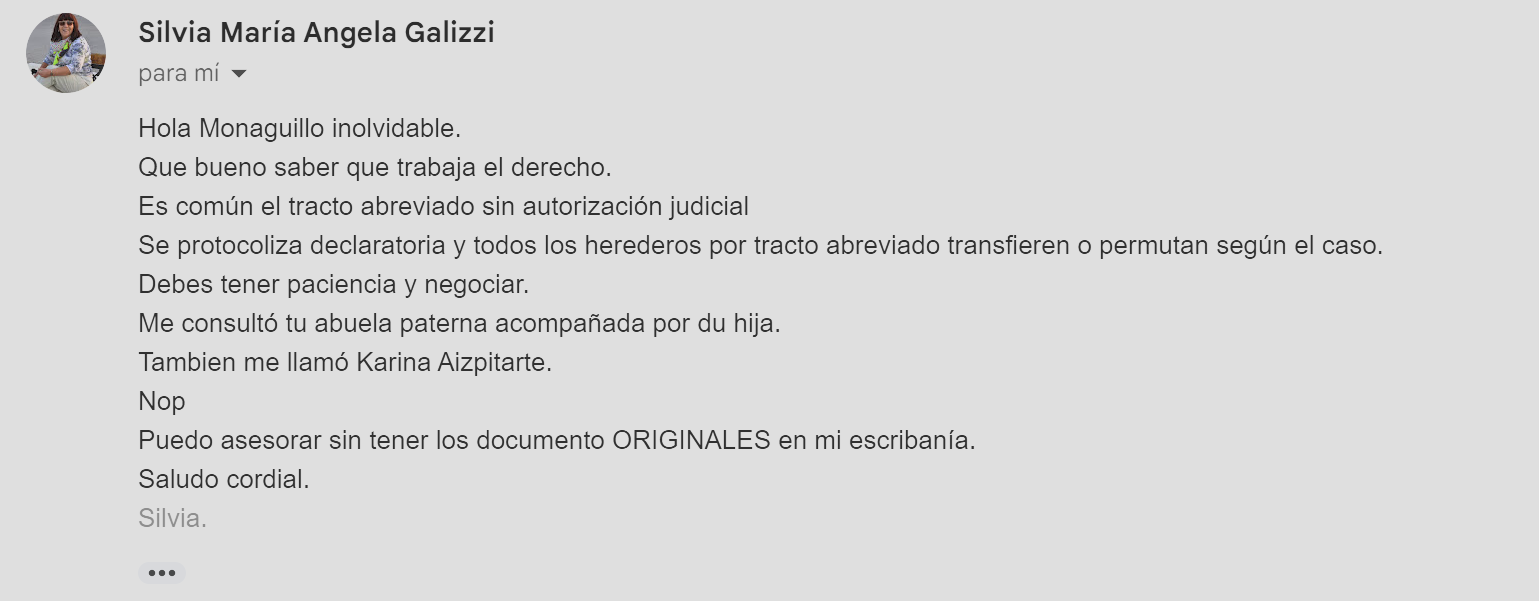 Silvia María Angela Galizzi
para mí
Hola Monaguillo inolvidable.
Que bueno saber que trabaja el derecho.
Es común el tracto abreviado sin autorización judicial
Se protocoliza declaratoria y todos los herederos por tracto abreviado transfieren o permutan según el caso.
Debes tener paciencia y negociar.
Me consultó tu abuela paterna acompañada por du hija.
Tambien me llamó Karina Aizpitarte.
Nop
Puedo asesorar sin tener los documento ORIGINALES en mi escribanía.
Saludo cordial.
Silvia.